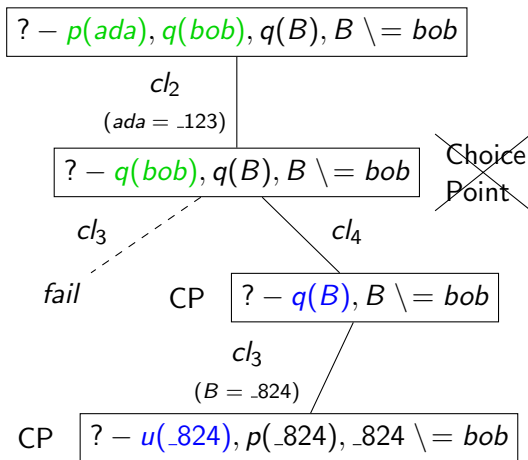 ? − p(ada), q(bob), q(B), B \= bob
cl2
(ada = _123)
? − q(bob), q(B), B \= bob
Choice
Point
cl3
cl4
fail
CP
? − q(B), B \= bob
cl3
(B = _824)
CP
? − u(_824), p(_824), _824 \= bob